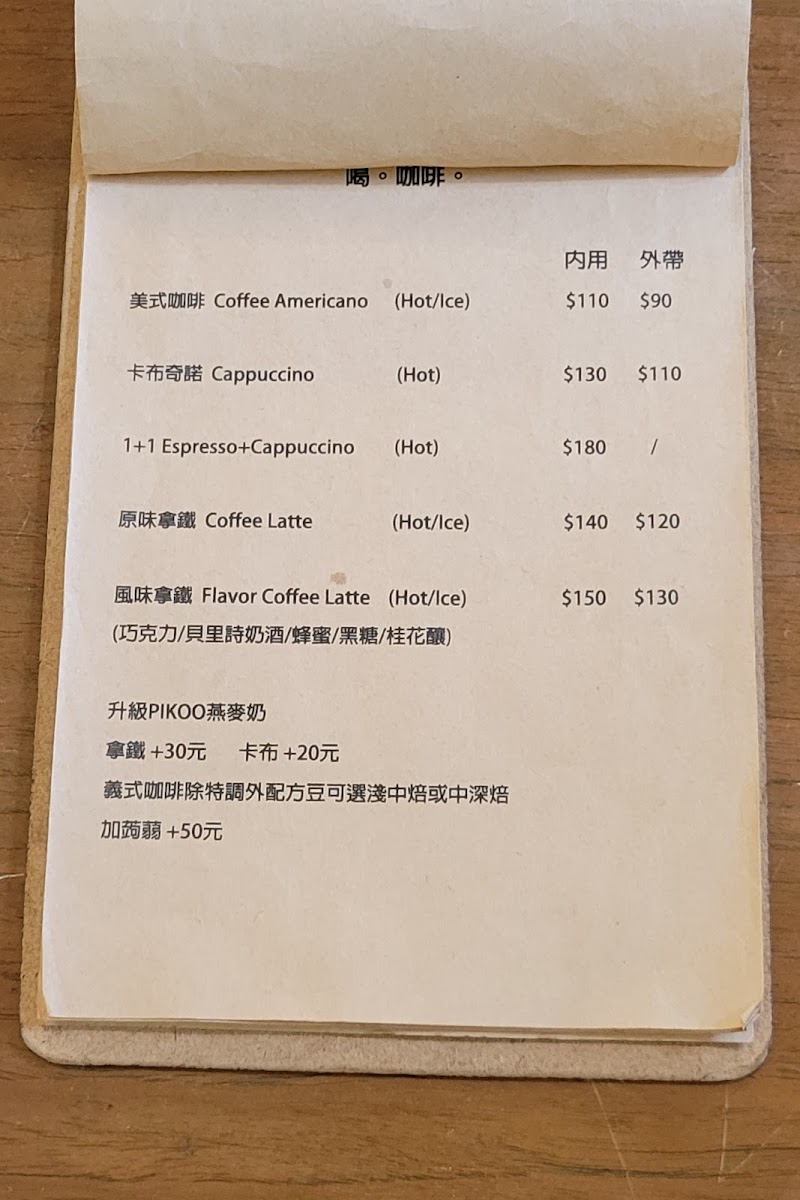 喝。咖啡。
內用 外帶
美式咖啡 Coffee Americano (Hot/Ice) $110 $90
卡布奇諾 Cappuccino (Hot) $130 $110
1+1 Espresso+Cappuccino (Hot) $180 /
原味拿鐵 Coffee Latte (Hot/Ice) $140 $120
風味拿鐵 Flavor Coffee Latte (Hot/Ice) $150 $130
(巧克力/貝里詩奶酒/蜂蜜/黑糖/桂花釀)
升級PIKOO燕麥奶
拿鐵 +30元 卡布 +20元
義式咖啡除特調外配方豆可選淺中焙或中深焙
加蒟蒻 +50元